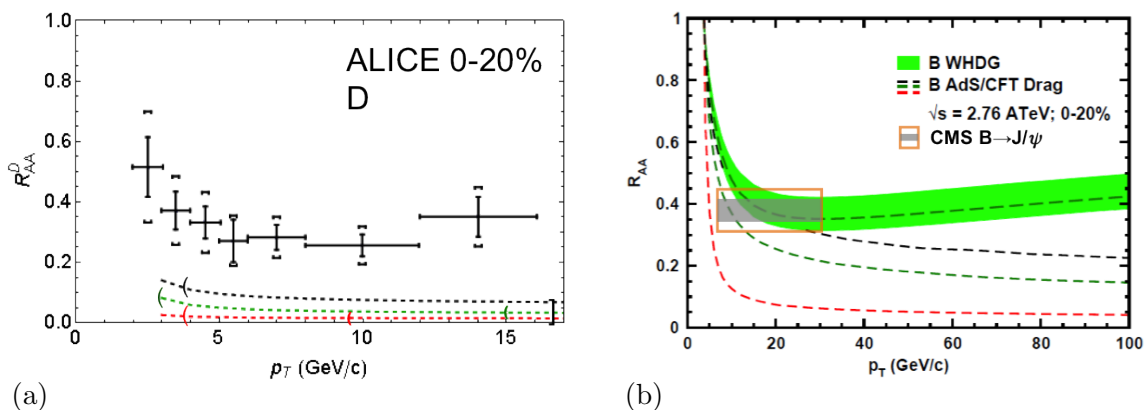 1.0
0.8
0.6
0.4
0.2
0.0
R^D_AA
ALICE 0-20%
D
0 5 10 15
p_T (GeV/c)
(a)
1
0.8
0.6
0.4
0.2
0
R_AA
B WHDG
B AdS/CFT Drag
√s = 2.76 ATeV; 0-20%
CMS B→J/ψ
0 20 40 60 80 100
p_T (GeV/c)
(b)